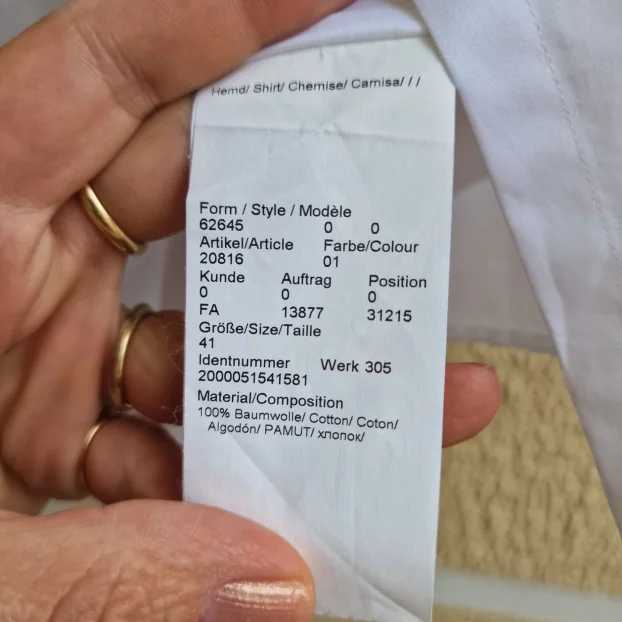 Hemd/ Shirt/ Chemise/ Camisa/ / /
Form / Style / Modèle
62645 0 0
Artikel/Article Farbe/Colour
20816 01
Kunde Auftrag Position
0 0 0
FA 13877 31215
Größe/Size/Taille
41
Identnummer Werk 305
2000051541581
Material/Composition
100% Baumwolle/ Cotton/ Coton/
Algodón/ PAMUT/ хлопок/